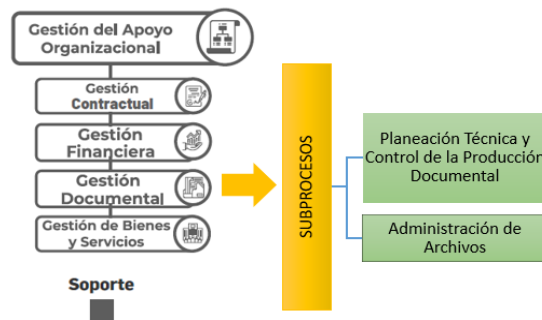 Gestión del Apoyo
Organizacional
Gestión
Contractual
Gestión
Financiera
Gestión
Documental
Gestión de Bienes
y Servicios
Soporte
SUBPROCESOS
Planeación Técnica y
Control de la Producción
Documental
Administración de
Archivos